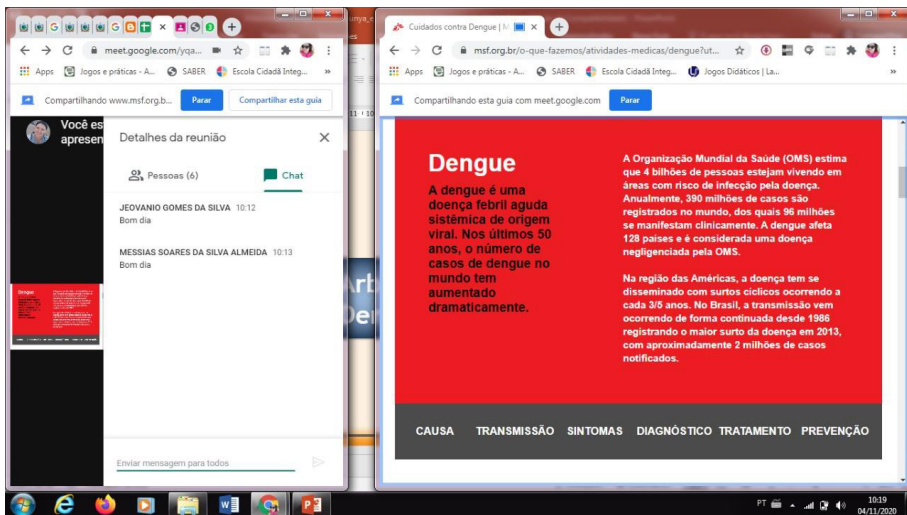 meet.google.com/yqa...
Apps
Jogos e práticas - A...
SABER
Escola Cidadã Integ...
»
Compartilhando www.msf.org.b...
Parar
Compartilhar esta guia
Você es
apresen
Detalhes da reunião
Pessoas (6)
Chat
JEOVANIO GOMES DA SILVA 10:12
Bom dia
MESSIAS SOARES DA SILVA ALMEIDA 10:13
Bom dia
Enviar mensagem para todos
Cuidados contra Dengue | M
msf.org.br/o-que-fazemos/atividades-medicas/dengue?ut...
Apps
Jogos e práticas - A...
SABER
Escola Cidadã Integ...
Jogos Didáticos | La...
»
Compartilhando esta guia com meet.google.com
Parar
Dengue
A dengue é uma
doença febril aguda
sistêmica de origem
viral. Nos últimos 50
anos, o número de
casos de dengue no
mundo tem
aumentado
dramaticamente.
A Organização Mundial da Saúde (OMS) estima
que 4 bilhões de pessoas estejam vivendo em
áreas com risco de infecção pela doença.
Anualmente, 390 milhões de casos são
registrados no mundo, dos quais 96 milhões
se manifestam clinicamente. A dengue afeta
128 países e é considerada uma doença
negligenciada pela OMS.
Na região das Américas, a doença tem se
disseminado com surtos cíclicos ocorrendo a
cada 3/5 anos. No Brasil, a transmissão vem
ocorrendo de forma continuada desde 1986
registrando o maior surto da doença em 2013,
com aproximadamente 2 milhões de casos
notificados.
CAUSA TRANSMISSÃO SINTOMAS DIAGNÓSTICO TRATAMENTO PREVENÇÃO
PT
10:19
04/11/2020